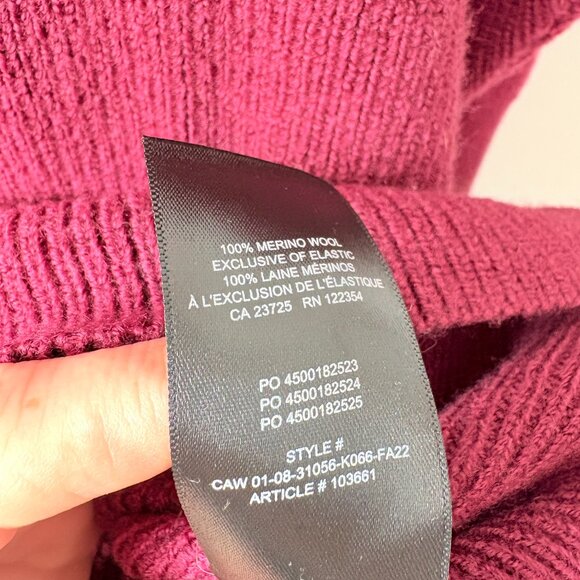 100% MERINO WOOL
EXCLUSIVE OF ELASTIC
100% LAINE MÉRINOS
À L'EXCLUSION DE L'ÉLASTIQUE
CA 23725 RN 122354
PO 4500182523
PO 4500182524
PO 4500182525
STYLE #
CAW 01-08-31056-K066-FA22
ARTICLE # 103661